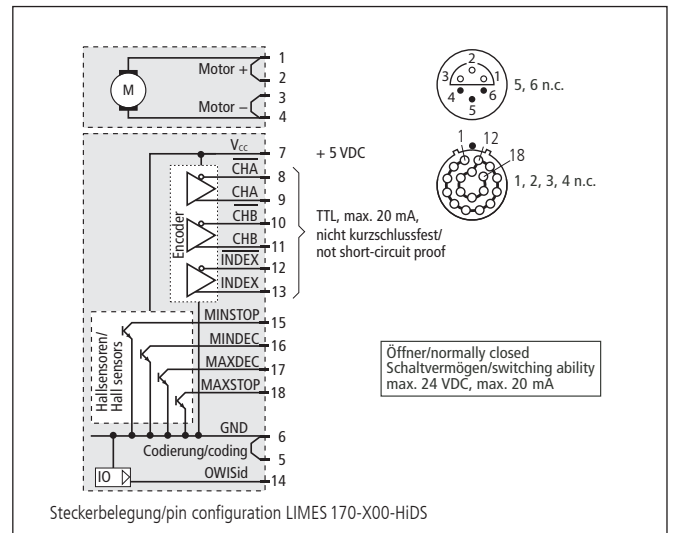 1
Motor +
2
M
3
Motor –
4
Vcc
7
+ 5 VDC
CHA
8
CHA
9
CHB
10
CHB
11
INDEX
12
INDEX
13
Encoder
TTL, max. 20 mA,
nicht kurzschlussfest/
not short-circuit proof
MINSTOP
15
MINDEC
16
MAXDEC
17
MAXSTOP
18
Hallsensoren/
Hall sensors
GND
6
Codierung/coding
5
IO
OWISid
14
2
3
1
4
6
5
5, 6 n.c.
1
12
18
1, 2, 3, 4 n.c.
Öffner/normally closed
Schaltvermögen/switching ability
max. 24 VDC, max. 20 mA
Steckerbelegung/pin configuration LIMES 170-X00-HiDS